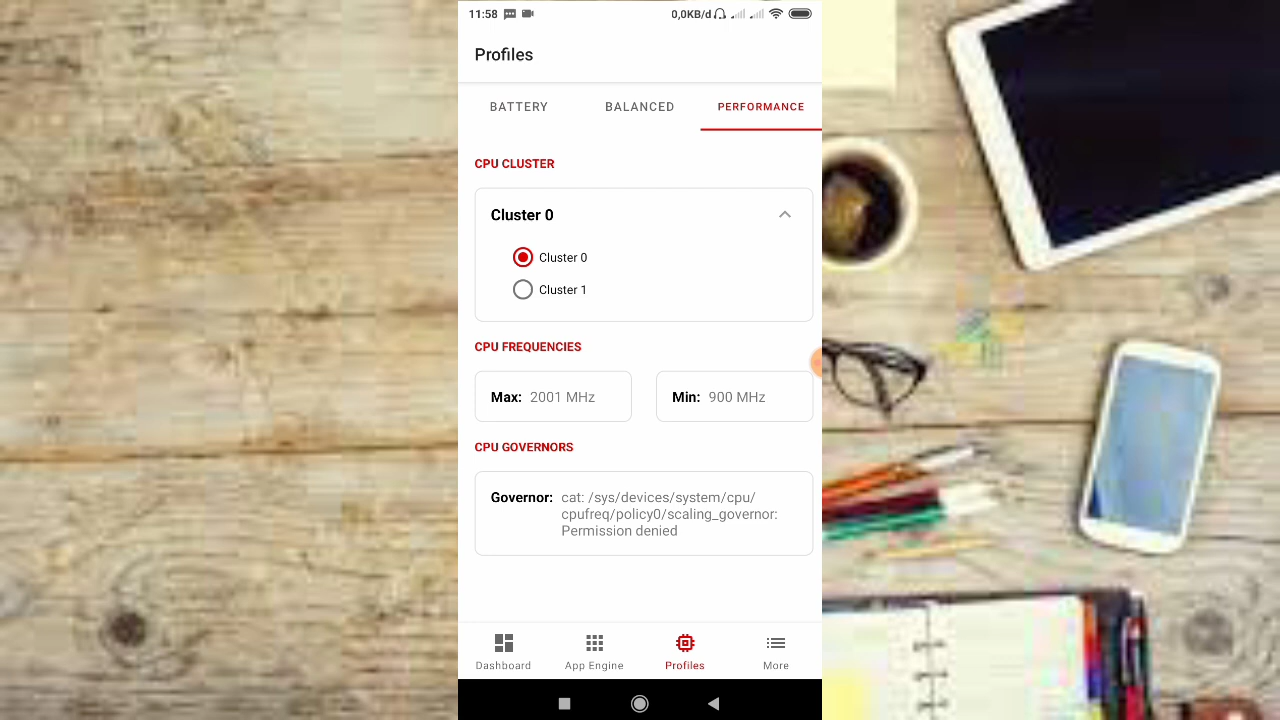 11:58
0,0KB/d
Profiles
BATTERY
BALANCED
PERFORMANCE
CPU CLUSTER
Cluster 0
Cluster 0
Cluster 1
CPU FREQUENCIES
Max: 2001 MHz
Min: 900 MHz
CPU GOVERNORS
Governor: cat: /sys/devices/system/cpu/
cpufreq/policy0/scaling_governor:
Permission denied
Dashboard
App Engine
Profiles
More